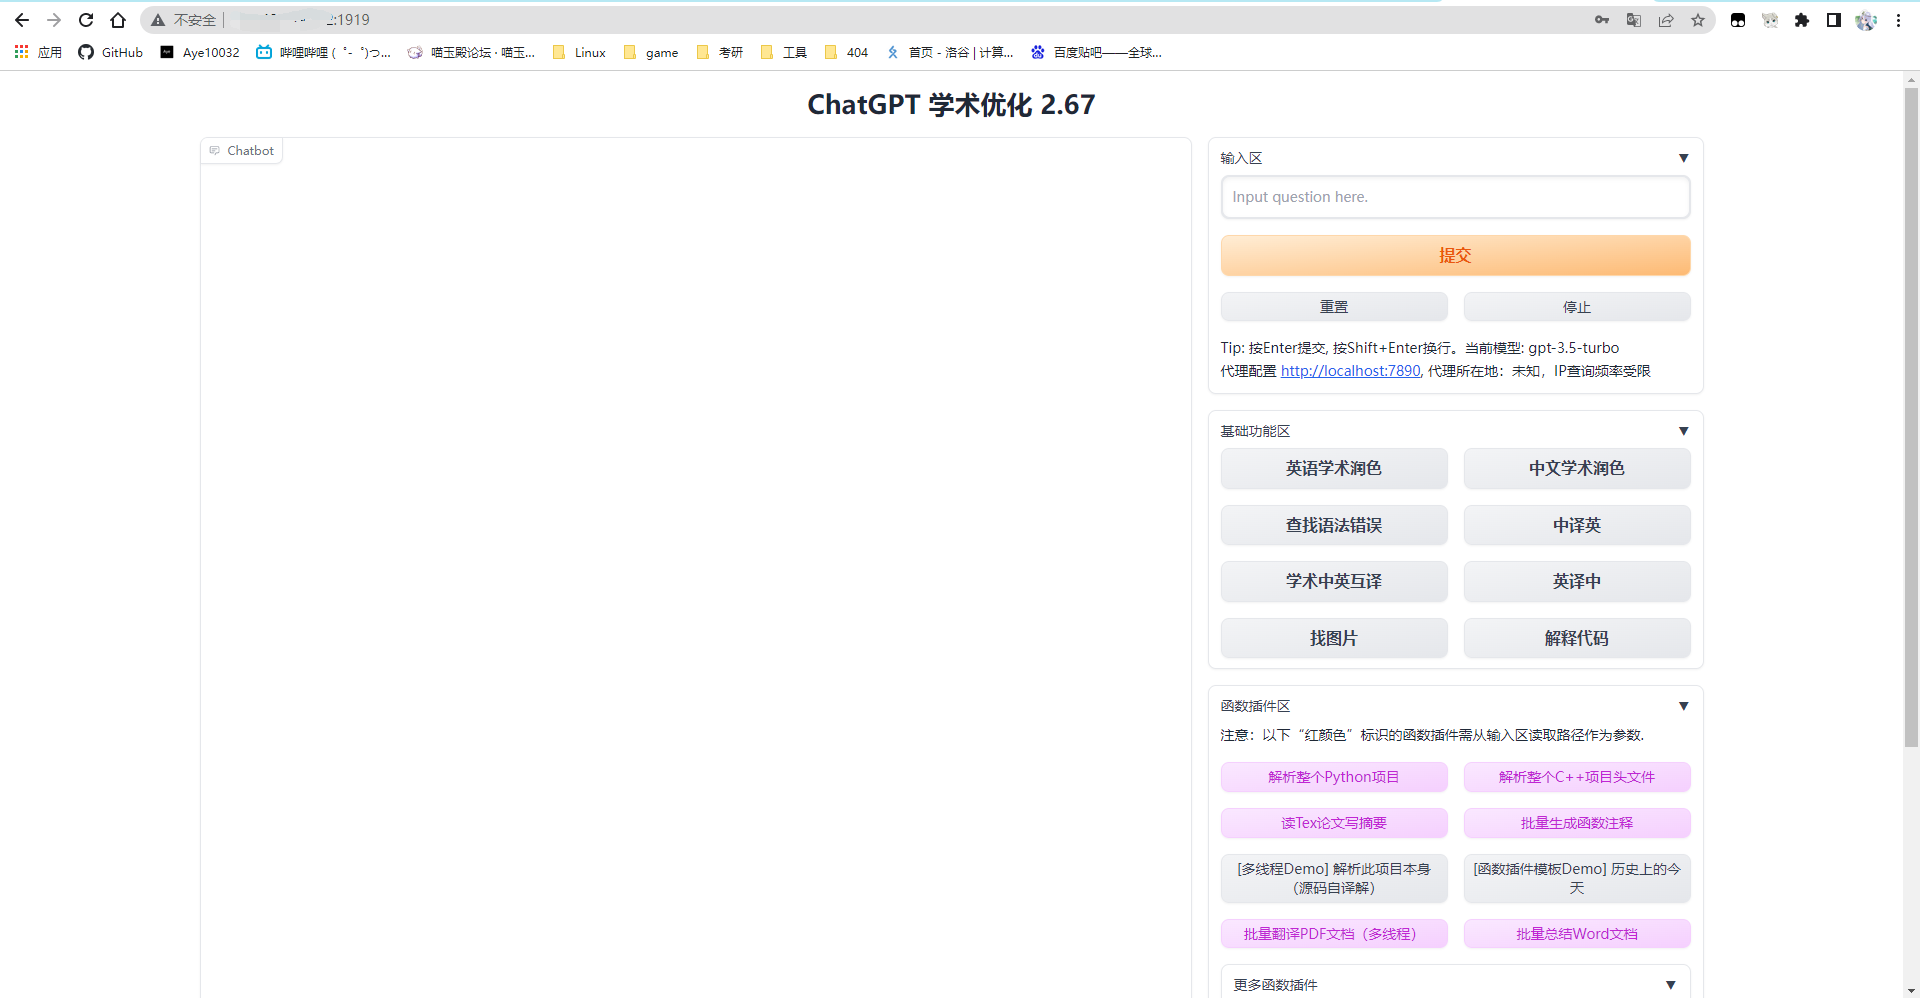 不安全 | 2:1919
应用 GitHub Aye10032 哔哩哔哩 ( ゜- ゜)つ... 喵玉殿论坛 · 喵玉... Linux game 考研 工具 404 首页 - 洛谷 | 计算... 百度贴吧——全球...
ChatGPT 学术优化 2.67
Chatbot
输入区 ▼
Input question here.
提交
重置 停止
Tip: 按Enter提交, 按Shift+Enter换行。当前模型: gpt-3.5-turbo
代理配置 http://localhost:7890, 代理所在地：未知，IP查询频率受限
基础功能区 ▼
英语学术润色 中文学术润色
查找语法错误 中译英
学术中英互译 英译中
找图片 解释代码
函数插件区 ▼
注意：以下“红颜色”标识的函数插件需从输入区读取路径作为参数.
解析整个Python项目 解析整个C++项目头文件
读Tex论文写摘要 批量生成函数注释
[多线程Demo] 解析此项目本身
（源码自译解）
[函数插件模板Demo] 历史上的今
天
批量翻译PDF文档（多线程） 批量总结Word文档
更多函数插件 ▼